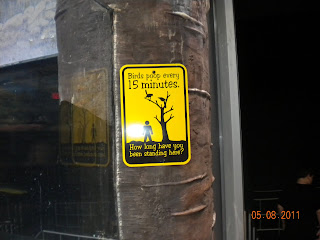 Birds poop every
15 minutes.
How long have you
been standing here?
05.08.2011